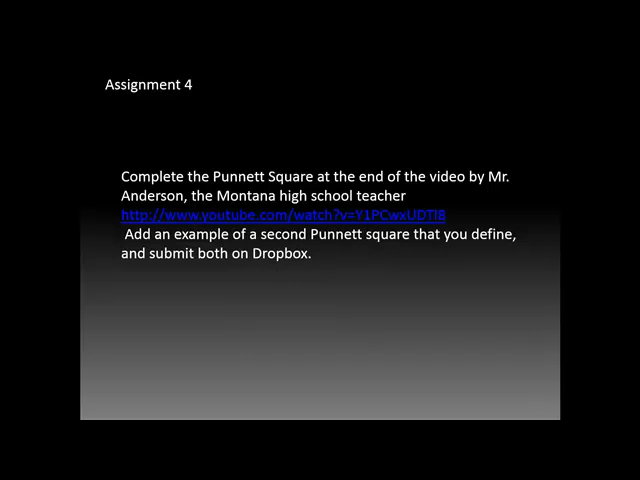 Assignment 4
Complete the Punnett Square at the end of the video by Mr.
Anderson, the Montana high school teacher
http://www.youtube.com/watch?v=Y1PCwxUDTl8
Add an example of a second Punnett square that you define,
and submit both on Dropbox.